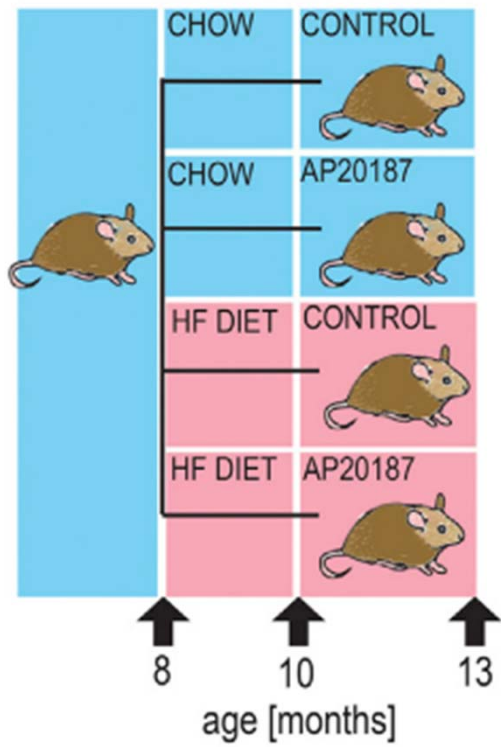 CHOW CONTROL
CHOW AP20187
HF DIET CONTROL
HF DIET AP20187
8 10 13
age [months]